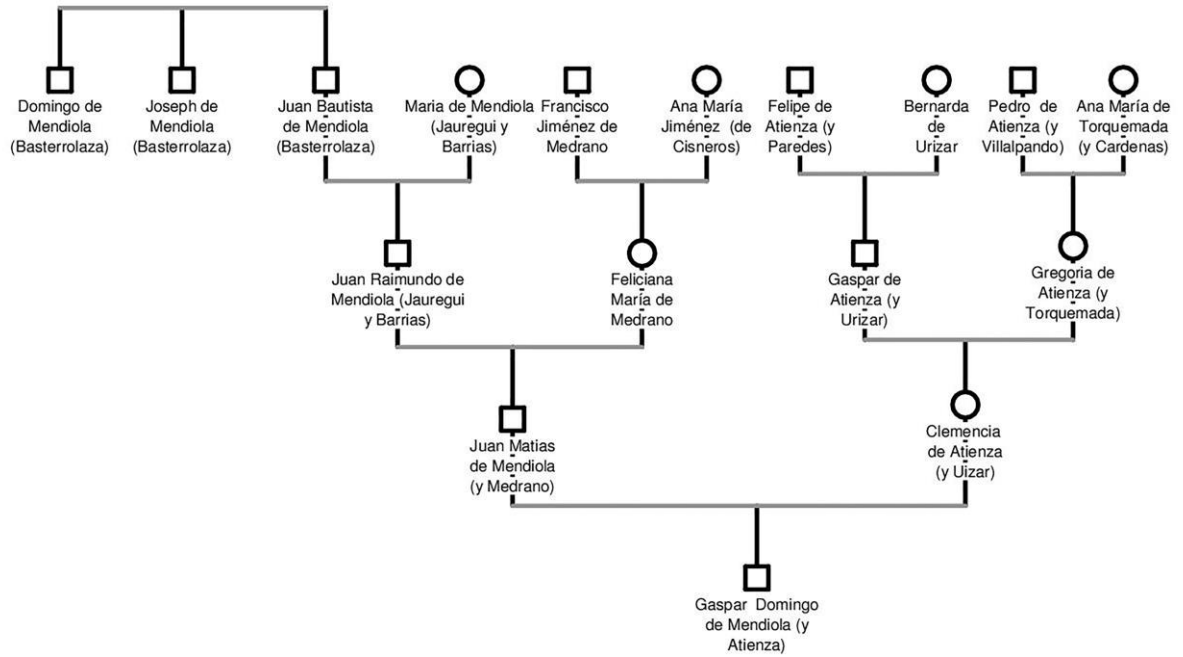 Domingo de
Mendiola
(Basterrolaza)
Joseph de
Mendiola
(Basterrolaza)
Juan Bautista
de Mendiola
(Basterrolaza)
Maria de Mendiola
(Jauregui y
Barrias)
Francisco
Jiménez de
Medrano
Ana María
Jiménez (de
Cisneros)
Felipe de
Atienza (y
Paredes)
Bernarda
de
Urizar
Pedro de
Atienza (y
Villalpando)
Ana María de
Torquemada
(y Cardenas)
Juan Raimundo de
Mendiola (Jauregui
y Barrias)
Feliciana
María de
Medrano
Gaspar de
Atienza (y
Urizar)
Gregoria de
Atienza (y
Torquemada)
Juan Matias
de Mendiola
(y Medrano)
Clemencia
de Atienza
(y Uizar)
Gaspar Domingo
de Mendiola (y
Atienza)